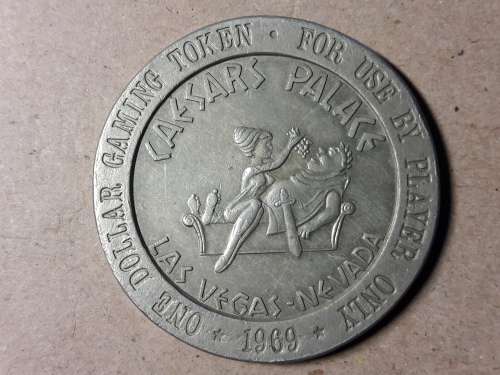 ONE DOLLAR GAMING TOKEN · FOR USE BY PLAYER ONLY
* 1969 *
CAESARS PALACE
LAS VEGAS-NEVADA